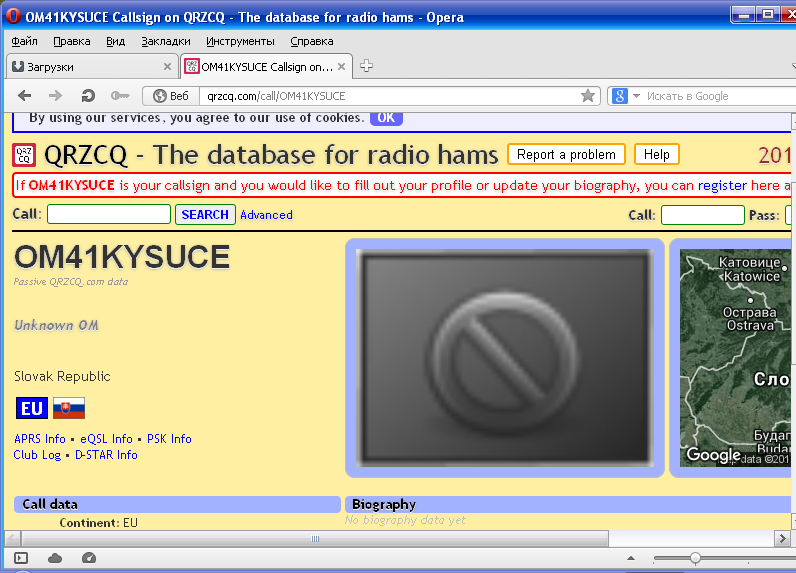 OM41KYSUCE Callsign on QRZCQ - The database for radio hams - Opera
Файл Правка Вид Закладки Инструменты Справка
Загрузки
QRZ CQ OM41KYSUCE Callsign on...
Веб qrzcq.com/call/OM41KYSUCE
8 Искать в Google
By using our services, you agree to our use of cookies. OK
QRZ CQ QRZCQ - The database for radio hams Report a problem Help 201
If OM41KYSUCE is your callsign and you would like to fill out your profile or update your biography, you can register here a
Call: SEARCH Advanced Call: Pass:
OM41KYSUCE
Passive QRZCQ.com data
Unknown OM
Slovak Republic
EU
APRS Info • eQSL Info • PSK Info
Club Log • D-STAR Info
Катовице
Katowice
Острава
Ostrava
Сло
Будап
Budap
Google
p data ©201
Call data
Continent: EU
Biography
No biography data yet